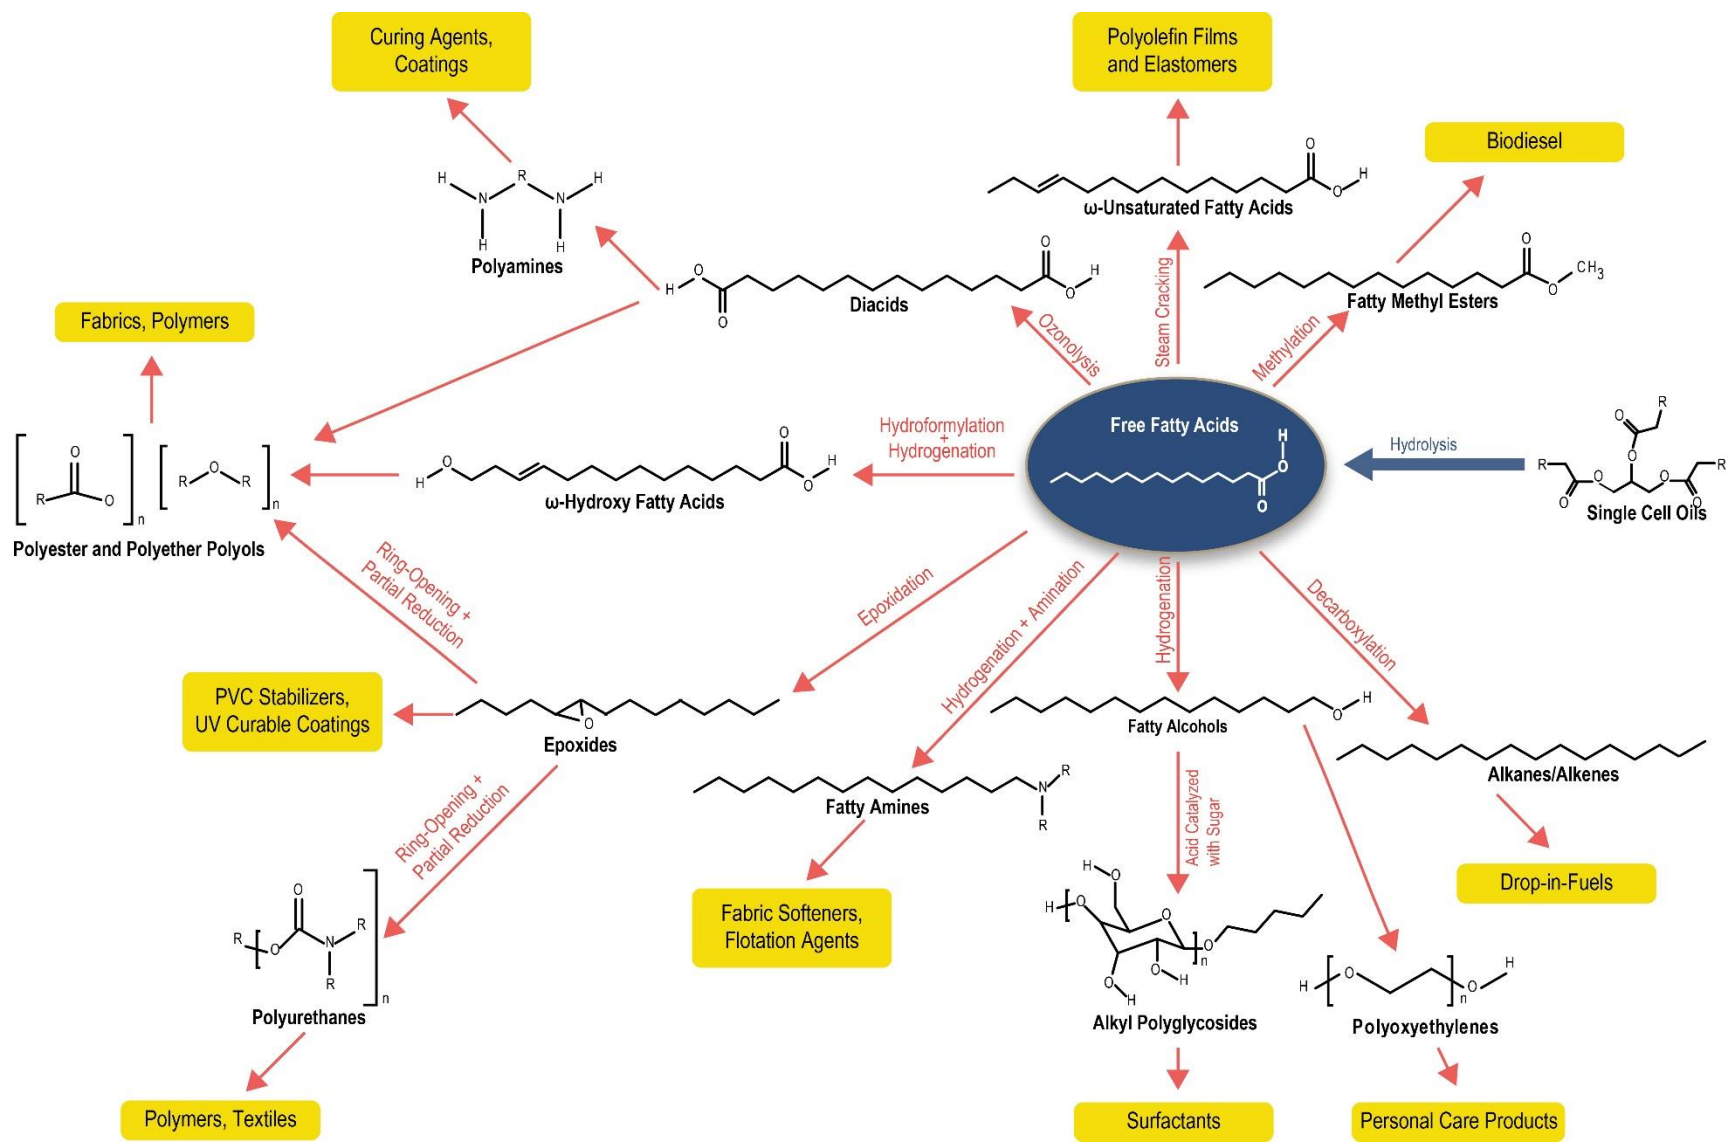 Curing Agents,
Coatings
Polyolefin Films
and Elastomers
Biodiesel
H
R
H
N
N
H
H
Polyamines
O
O
H
ω-Unsaturated Fatty Acids
H
O
O
O
H
O
Diacids
O
O
CH3
Fatty Methyl Esters
Fabrics, Polymers
Ozonolysis
Steam Cracking
Methylation
O
R
O
n
O
R
R
n
Polyester and Polyether Polyols
HO
H
O
O
H
O
ω-Hydroxy Fatty Acids
Hydroformylation
+
Hydrogenation
Free Fatty Acids
H
O
O
Hydrolysis
R
O
O
R
R
O
O
O
O
Single Cell Oils
Ring-Opening +
Partial Reduction
Epoxidation
Hydrogenation + Amination
Hydrogenation
Decarboxylation
PVC Stabilizers,
UV Curable Coatings
O
Epoxides
H
O
Fatty Alcohols
Alkanes/Alkenes
R
N
R
Fatty Amines
Ring-Opening +
Partial Reduction
Acid Catalyzed
with Sugar
Drop-in-Fuels
Fabric Softeners,
Flotation Agents
O
R
O
N
R
R
n
Polyurethanes
H
O
H
O
O
O
n
O
H
O
H
Alkyl Polyglycosides
H
O
O
n
O
H
Polyoxyethylenes
Polymers, Textiles
Surfactants
Personal Care Products